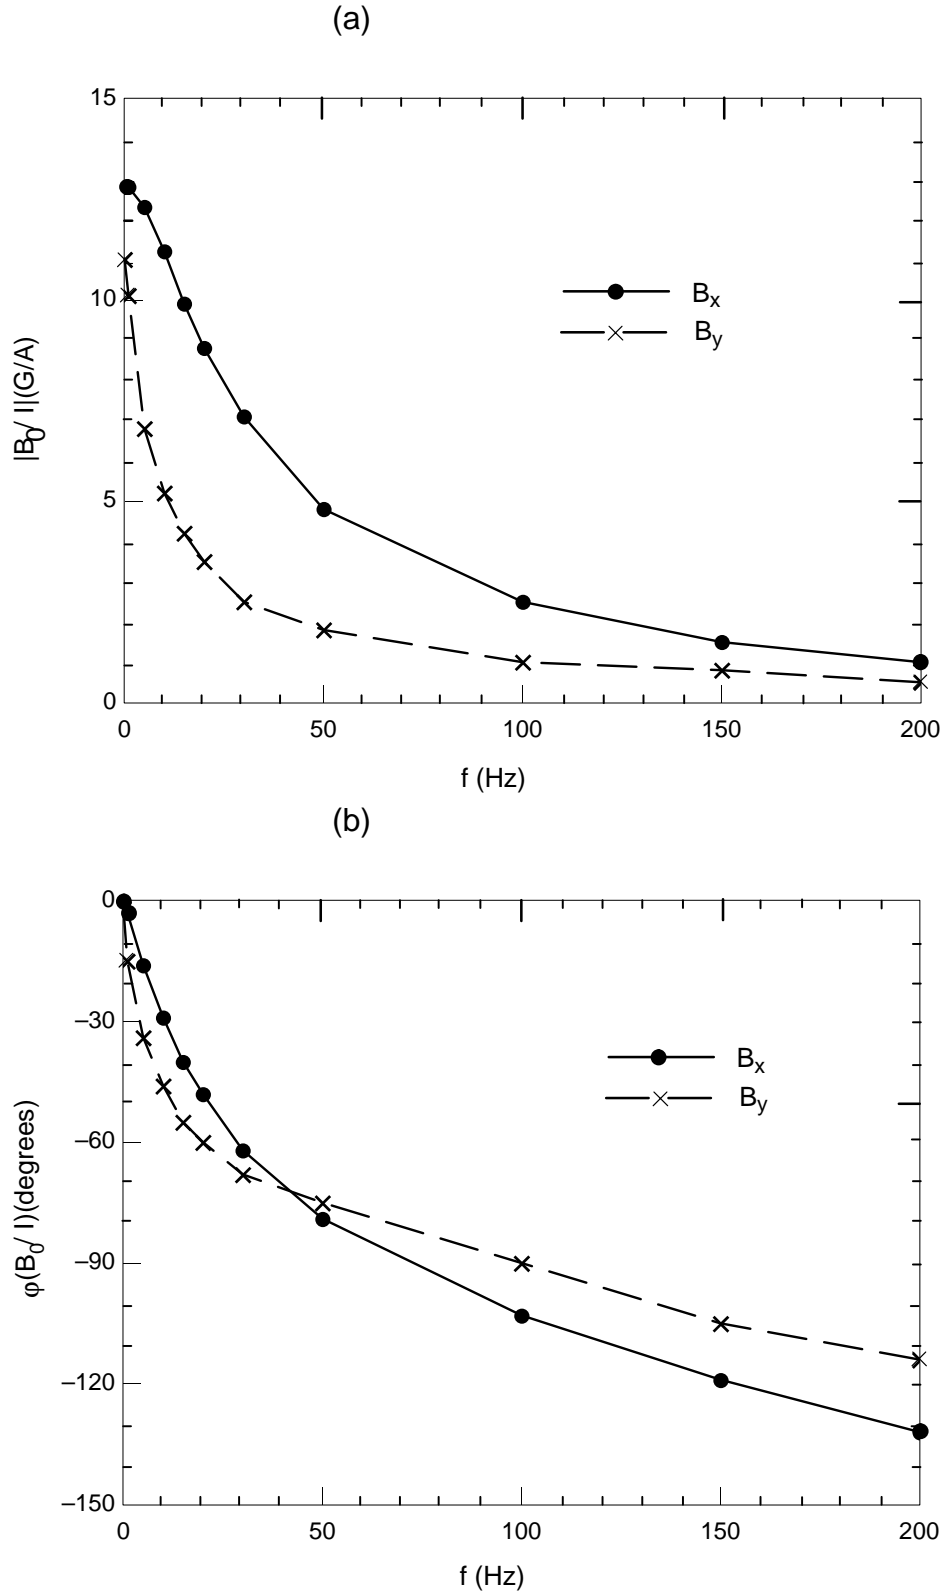 (a)
15
10
5
0
|B0/ I|(G/A)
Bx
By
0 50 100 150 200
f (Hz)
(b)
0
–30
–60
–90
–120
–150
φ(B0/ I)(degrees)
Bx
By
0 50 100 150 200
f (Hz)